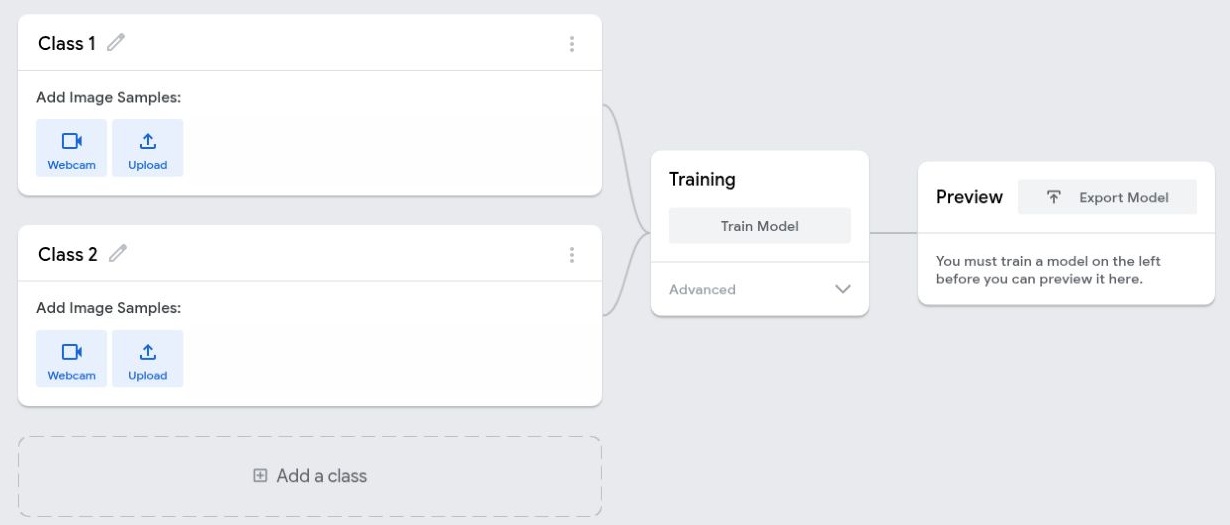 Class 1
Add Image Samples:
Webcam Upload
Class 2
Add Image Samples:
Webcam Upload
Add a class
Training
Train Model
Advanced
Preview Export Model
You must train a model on the left
before you can preview it here.